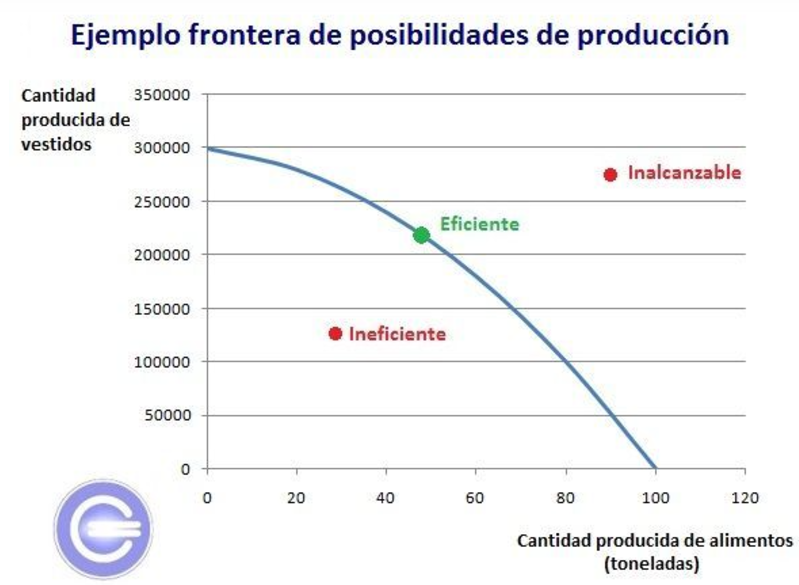 Ejemplo frontera de posibilidades de producción
Cantidad
producida de
vestidos
350000
300000
250000
200000
150000
100000
50000
0
Inalcanzable
Eficiente
Ineficiente
0 20 40 60 80 100 120
Cantidad producida de alimentos
(toneladas)